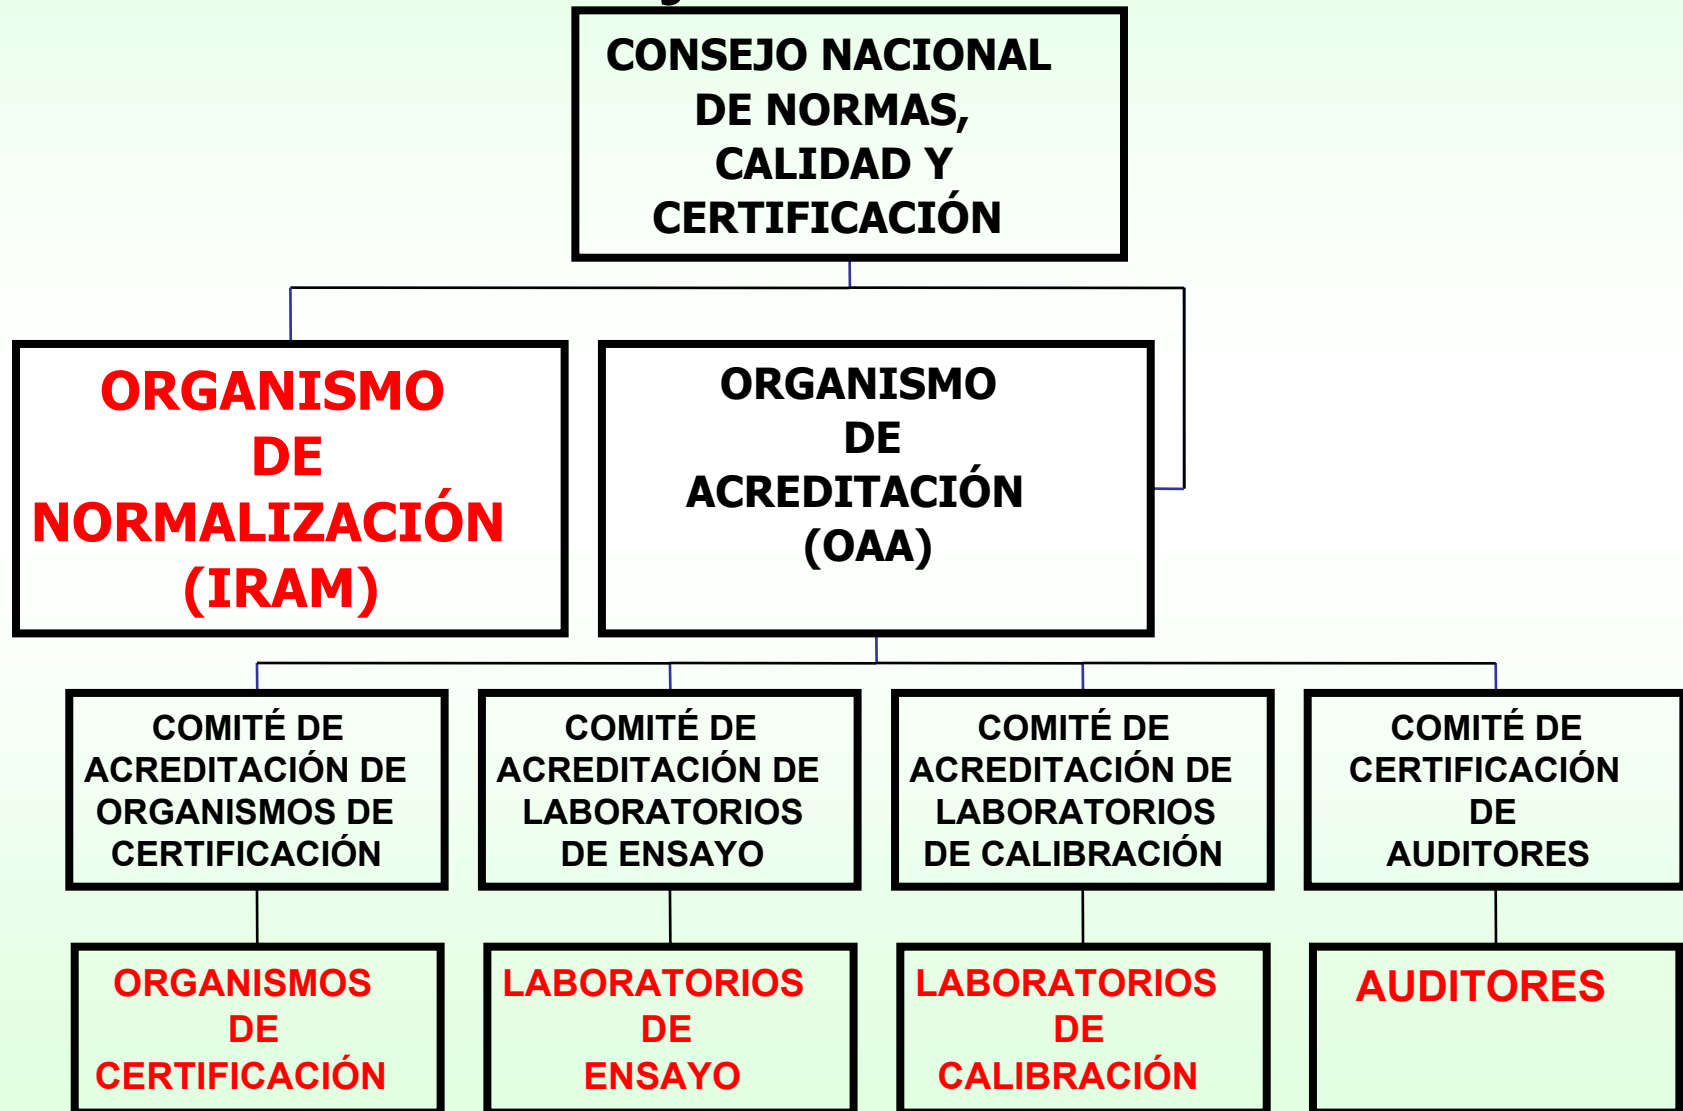 CONSEJO NACIONAL
DE NORMAS,
CALIDAD Y
CERTIFICACIÓN
ORGANISMO
DE
NORMALIZACIÓN
(IRAM)
ORGANISMO
DE
ACREDITACIÓN
(OAA)
COMITÉ DE
ACREDITACIÓN DE
ORGANISMOS DE
CERTIFICACIÓN
COMITÉ DE
ACREDITACIÓN DE
LABORATORIOS
DE ENSAYO
COMITÉ DE
ACREDITACIÓN DE
LABORATORIOS
DE CALIBRACIÓN
COMITÉ DE
CERTIFICACIÓN
DE
AUDITORES
ORGANISMOS
DE
CERTIFICACIÓN
LABORATORIOS
DE
ENSAYO
LABORATORIOS
DE
CALIBRACIÓN
AUDITORES